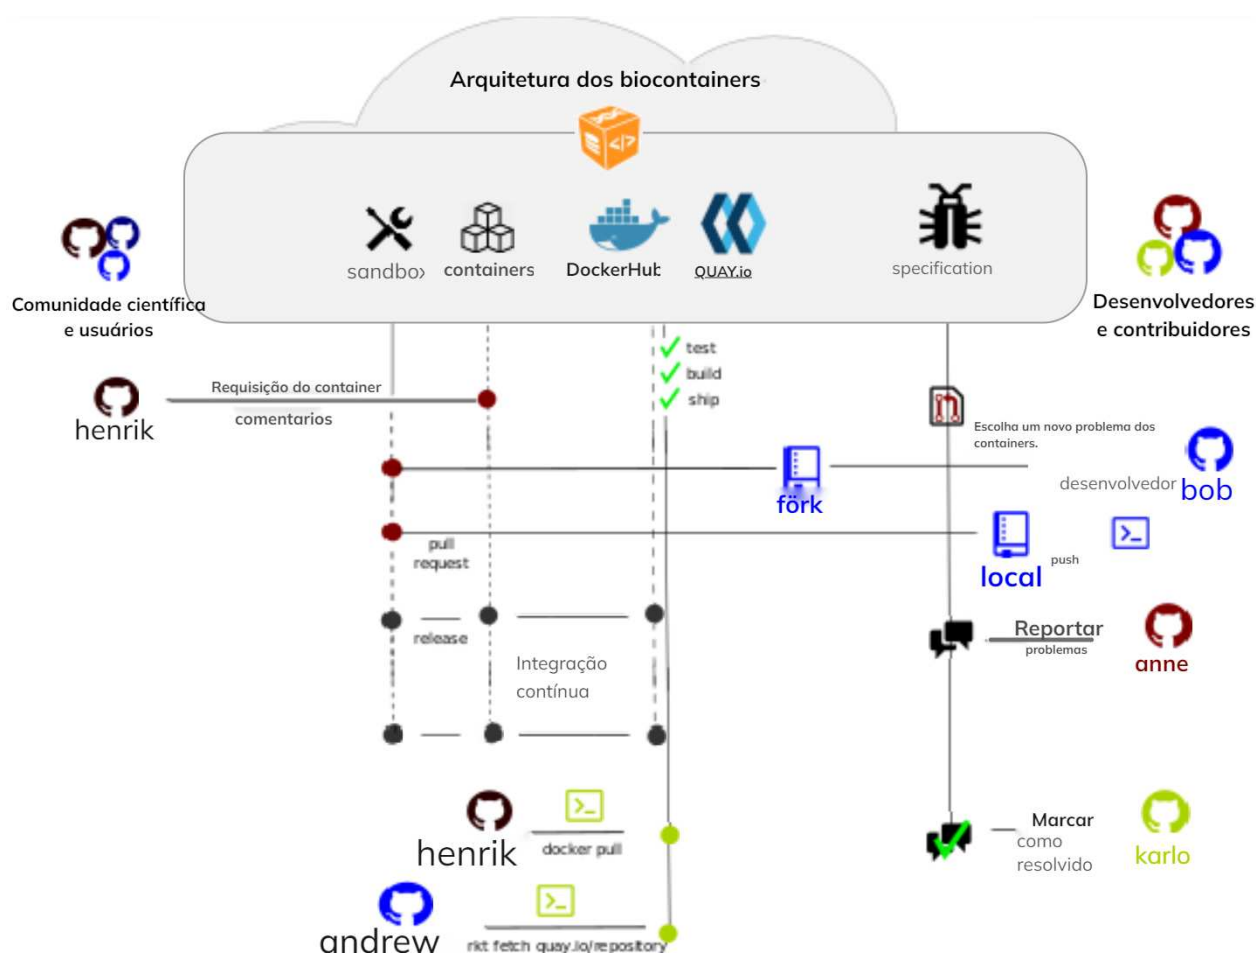 Arquitetura dos biocontainers
sandbox
containers
DockerHub
QUAY.io
specification
Comunidade científica
e usuários
Desenvolvedores
e contribuidores
test
build
ship
henrik
Requisição do container
comentarios
Escolha um novo problema dos
containers.
desenvolvedor
bob
förk
pull
request
local
push
release
Integração
contínua
Reportar
problemas
anne
henrik
docker pull
Marcar
como
resolvido
karlo
andrew
rkt fetch quay.io/repository